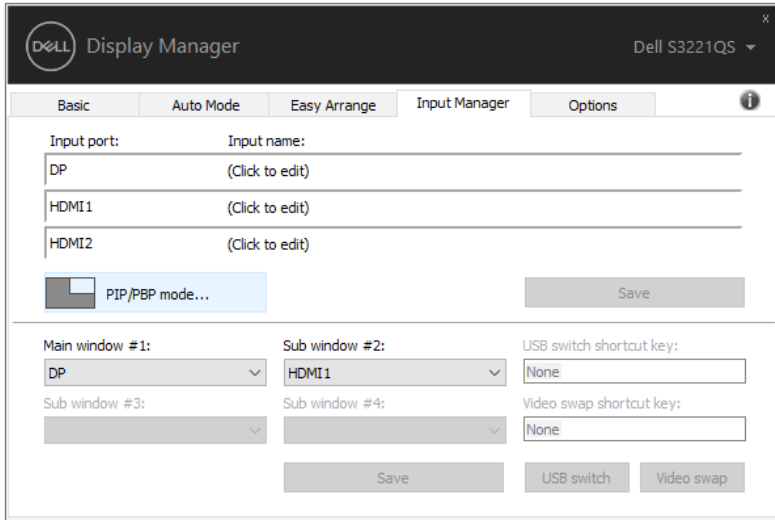 x
DELL Display Manager Dell S3221QS
Basic Auto Mode Easy Arrange Input Manager Options i
Input port: Input name:
DP (Click to edit)
HDMI1 (Click to edit)
HDMI2 (Click to edit)
PIP/PBP mode... Save
Main window #1: Sub window #2: USB switch shortcut key:
DP HDMI1 None
Sub window #3: Sub window #4: Video swap shortcut key:
None
Save USB switch Video swap